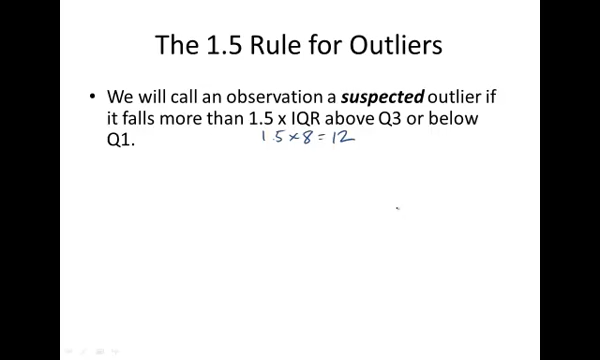 The 1.5 Rule for Outliers
• We will call an observation a suspected outlier if
it falls more than 1.5 x IQR above Q3 or below
Q1.
1.5 × 8 = 12